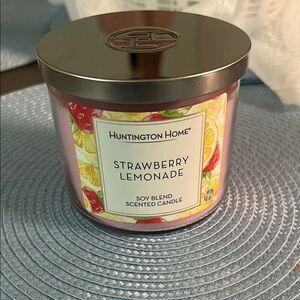 HUNTINGTON HOME®
STRAWBERRY
LEMONADE
SOY BLEND
SCENTED CANDLE